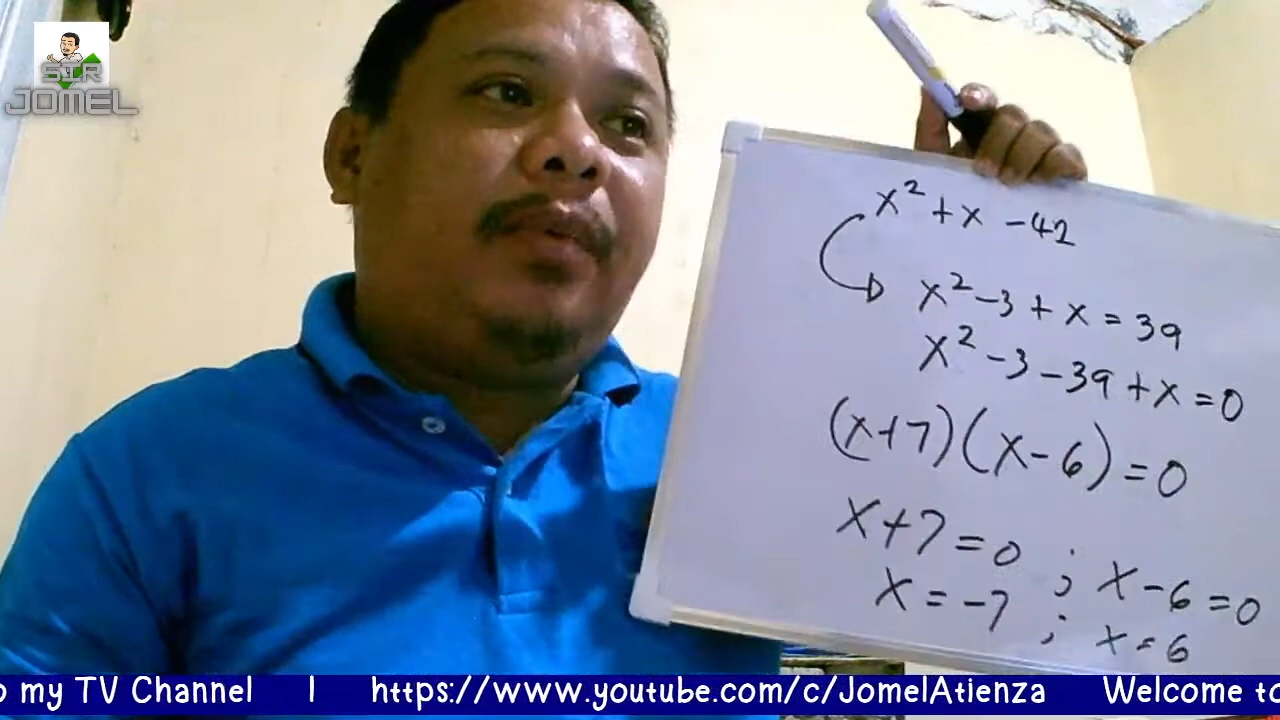 SIR
JOMEL
x² + x - 42
x² - 3 + x = 39
x² - 3 - 39 + x = 0
(x+7)(x-6) = 0
x+7 = 0 ; x-6 = 0
x = -7 ; x = 6
my TV Channel | https://www.youtube.com/c/JomelAtienza Welcome to